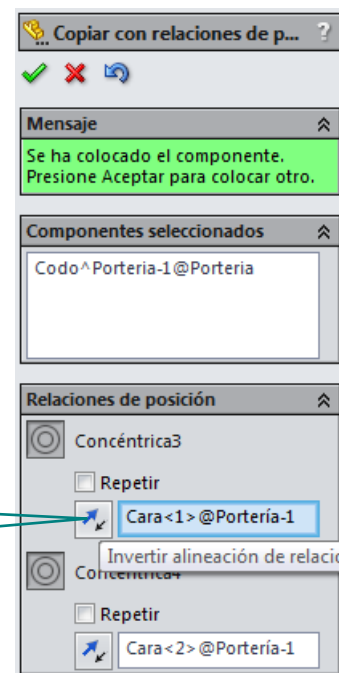 Copiar con relaciones de p... ?
Mensaje
Se ha colocado el componente.
Presione Aceptar para colocar otro.
Componentes seleccionados
Codo^Porteria-1@Porteria
Relaciones de posición
Concéntrica3
Repetir
Cara<1>@Portería-1
Invertir alineación de
Concéntrica4
Repetir
Cara<2>@Portería-1